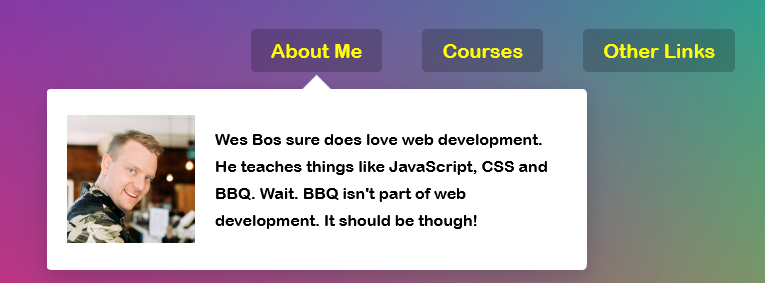 About Me
Courses
Other Links
Wes Bos sure does love web development.
He teaches things like JavaScript, CSS and
BBQ. Wait. BBQ isn't part of web
development. It should be though!